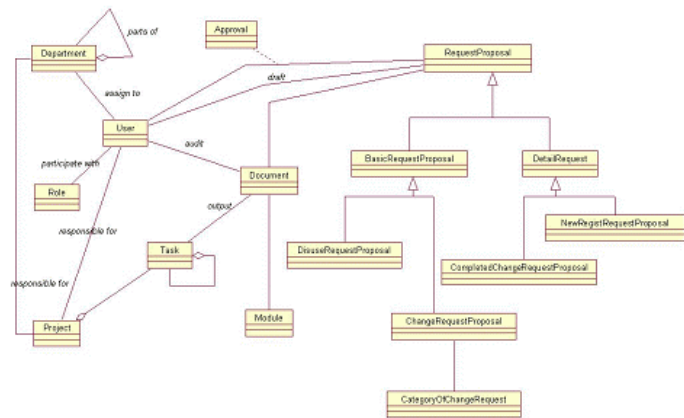 parts of
Approval
Department
RequestProposal
draft
assign to
User
audit
participate with
BasicRequestProposal
DetailRequest
Document
Role
output
NewRegistRequestProposal
responsible for
Task
DisuseRequestProposal
CompletedChangeRequestProposal
responsible for
Project
Module
ChangeRequestProposal
CategoryOfChangeRequest